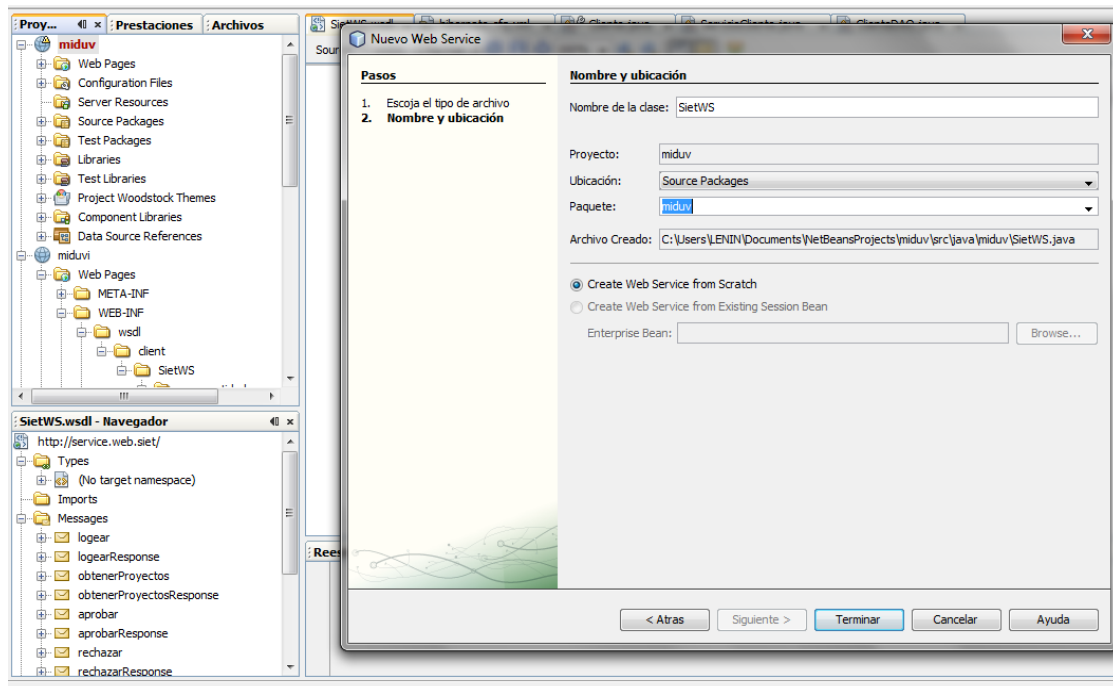 Proy...
Prestaciones
Archivos
miduv
Web Pages
Configuration Files
Server Resources
Source Packages
Test Packages
Libraries
Test Libraries
Project Woodstock Themes
Component Libraries
Data Source References
miduvi
Web Pages
META-INF
WEB-INF
wsdl
client
SietWS
SietWS.wsdl - Navegador
http://service.web.siet/
Types
(No target namespace)
Imports
Messages
logear
logearResponse
obtenerProyectos
obtenerProyectosResponse
aprobar
aprobarResponse
rechazar
rechazarResponse
Sour
Rees
Nuevo Web Service
Pasos
1. Escoja el tipo de archivo
2. Nombre y ubicación
Nombre y ubicación
Nombre de la clase: SietWS
Proyecto: miduv
Ubicación: Source Packages
Paquete: miduv
Archivo Creado: C:\Users\LENIN\Documents\NetBeansProjects\miduv\src\java\miduv\SietWS.java
Create Web Service from Scratch
Create Web Service from Existing Session Bean
Enterprise Bean: Browse...
< Atras Siguiente > Terminar Cancelar Ayuda